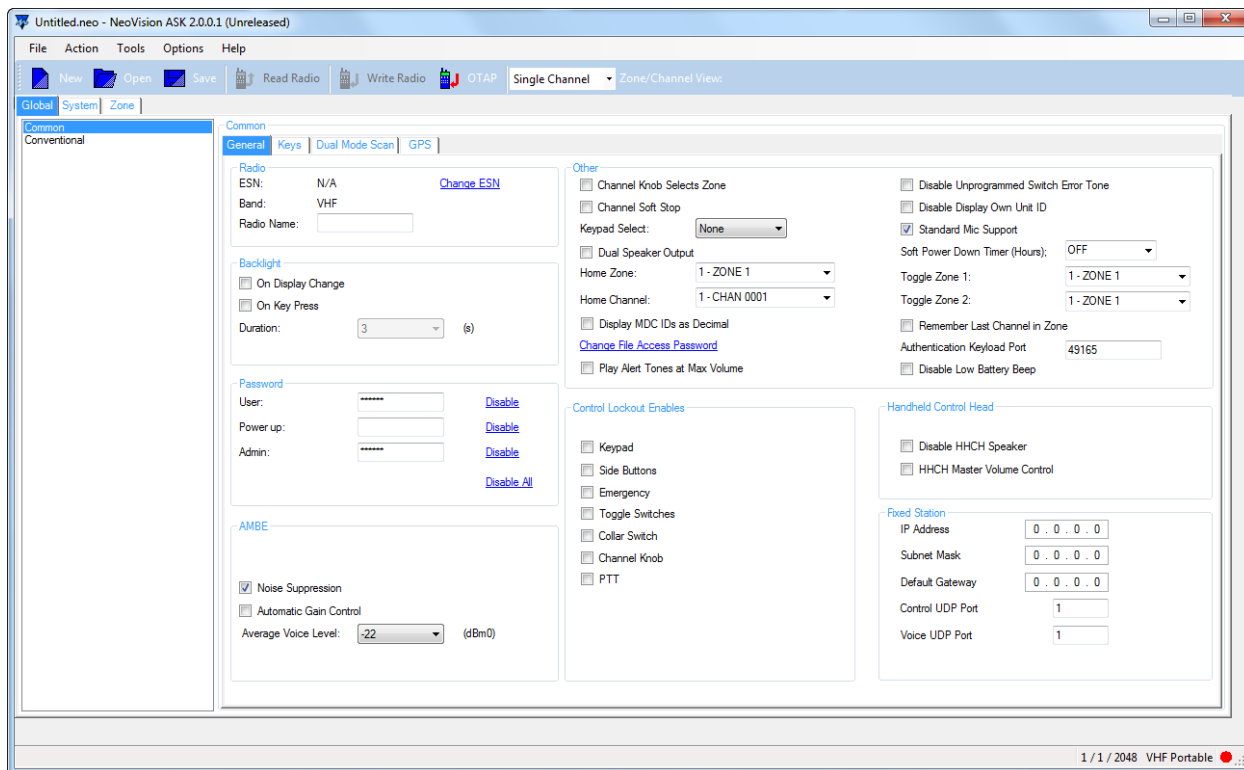 Untitled.neo - NeoVision ASK 2.0.0.1 (Unreleased)
File Action Tools Options Help
New Open Save Read Radio Write Radio OTAP Single Channel Zone/Channel View:
Global System Zone
Common
Conventional
Common
General Keys Dual Mode Scan GPS
Radio
ESN: N/A Change ESN
Band: VHF
Radio Name:
Backlight
On Display Change
On Key Press
Duration: 3 (s)
Password
User: ****** Disable
Power up: Disable
Admin: ****** Disable
Disable All
AMBE
Noise Suppression
Automatic Gain Control
Average Voice Level: -22 (dBm0)
Other
Channel Knob Selects Zone
Channel Soft Stop
Keypad Select: None
Dual Speaker Output
Home Zone: 1 - ZONE 1
Home Channel: 1 - CHAN 0001
Display MDC IDs as Decimal
Change File Access Password
Play Alert Tones at Max Volume
Disable Unprogrammed Switch Error Tone
Disable Display Own Unit ID
Standard Mic Support
Soft Power Down Timer (Hours); OFF
Toggle Zone 1: 1 - ZONE 1
Toggle Zone 2: 1 - ZONE 1
Remember Last Channel in Zone
Authentication Keyload Port 49165
Disable Low Battery Beep
Control Lockout Enables
Keypad
Side Buttons
Emergency
Toggle Switches
Collar Switch
Channel Knob
PTT
Handheld Control Head
Disable HHCH Speaker
HHCH Master Volume Control
Fixed Station
IP Address 0 . 0 . 0 . 0
Subnet Mask 0 . 0 . 0 . 0
Default Gateway 0 . 0 . 0 . 0
Control UDP Port 1
Voice UDP Port 1
1 / 1 / 2048 VHF Portable